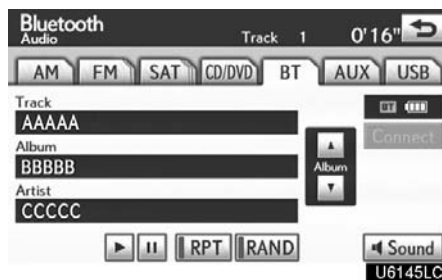 Bluetooth
Audio Track 1 0'16"
AM FM SAT CD/DVD BT AUX USB
Track
BT
AAAAA
Connect
Album
BBBBB
Album
Artist
CCCCC
RPT RAND Sound
U6145LC